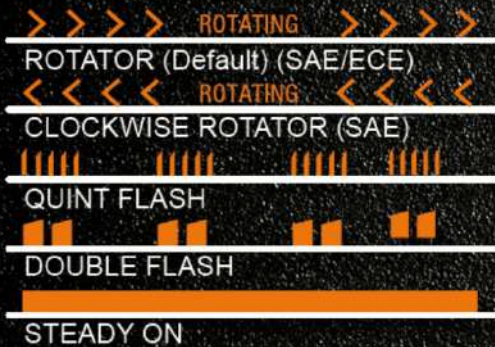 > > > > ROTATING > > > >
ROTATOR (Default) (SAE/ECE)
< < < < ROTATING < < < <
CLOCKWISE ROTATOR (SAE)
QUINT FLASH
DOUBLE FLASH
STEADY ON